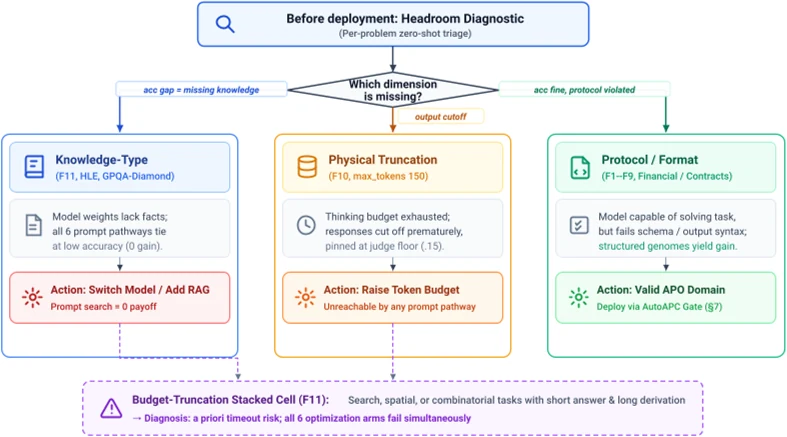 Before deployment: Headroom Diagnostic
(Per-problem zero-shot triage)
Which dimension
is missing?
acc gap = missing knowledge
output cutoff
acc fine, protocol violated
Knowledge-Type
(F11, HLE, GPQA-Diamond)
Model weights lack facts;
all 6 prompt pathways tie
at low accuracy (0 gain).
Action: Switch Model / Add RAG
Prompt search = 0 payoff
Physical Truncation
(F10, max_tokens 150)
Thinking budget exhausted;
responses cut off prematurely,
pinned at judge floor (.15).
Action: Raise Token Budget
Unreachable by any prompt pathway
Protocol / Format
(F1–F9, Financial / Contracts)
Model capable of solving task,
but fails schema / output syntax;
structured genomes yield gain.
Action: Valid APO Domain
Deploy via AutoAPC Gate (§7)
Budget-Truncation Stacked Cell (F11): Search, spatial, or combinatorial tasks with short answer & long derivation
→ Diagnosis: a priori timeout risk; all 6 optimization arms fail simultaneously